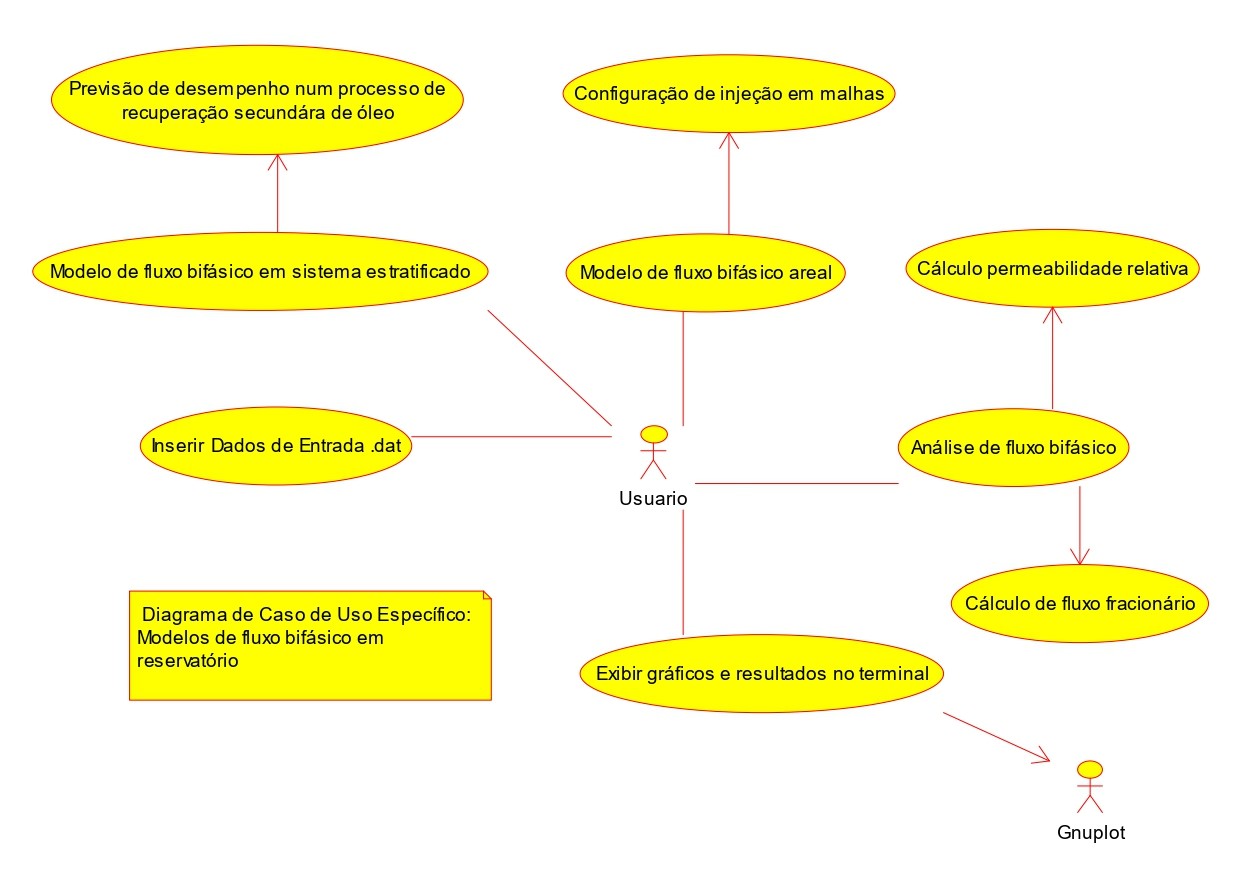 Previsão de desempenho num processo de
recuperação secundára de óleo
Configuração de injeção em malhas
Modelo de fluxo bifásico em sistema estratificado
Modelo de fluxo bifásico areal
Cálculo permeabilidade relativa
Inserir Dados de Entrada .dat
Análise de fluxo bifásico
Usuario
Cálculo de fluxo fracionário
Diagrama de Caso de Uso Específico:
Modelos de fluxo bifásico em
reservatório
Exibir gráficos e resultados no terminal
Gnuplot